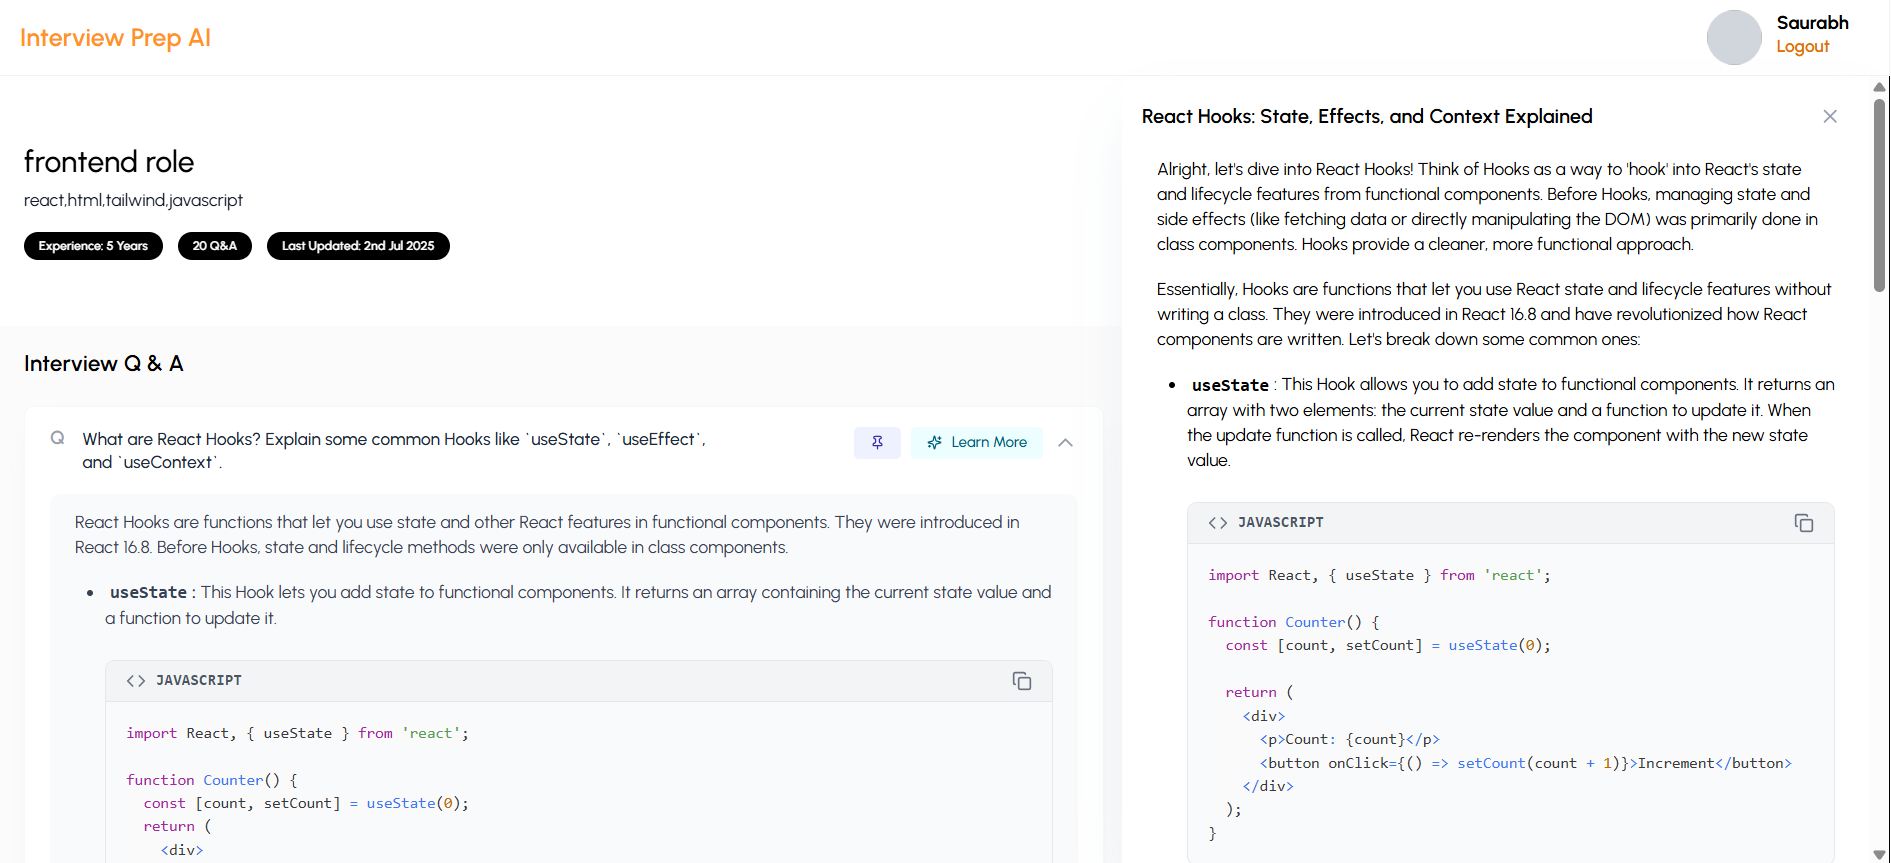 Interview Prep AI
Saurabh
Logout
frontend role
react,html,tailwind,javascript
Experience: 5 Years
20 Q&A
Last Updated: 2nd Jul 2025
Interview Q & A
Q
What are React Hooks? Explain some common Hooks like `useState`, `useEffect`,
and `useContext`.
Learn More
React Hooks are functions that let you use state and other React features in functional components. They were introduced in
React 16.8. Before Hooks, state and lifecycle methods were only available in class components.
• useState : This Hook lets you add state to functional components. It returns an array containing the current state value and
a function to update it.
<> JAVASCRIPT
import React, { useState } from 'react';
function Counter() {
  const [count, setCount] = useState(0);
  return (
    <div>
React Hooks: State, Effects, and Context Explained
Alright, let's dive into React Hooks! Think of Hooks as a way to 'hook' into React's state
and lifecycle features from functional components. Before Hooks, managing state and
side effects (like fetching data or directly manipulating the DOM) was primarily done in
class components. Hooks provide a cleaner, more functional approach.
Essentially, Hooks are functions that let you use React state and lifecycle features without
writing a class. They were introduced in React 16.8 and have revolutionized how React
components are written. Let's break down some common ones:
• useState : This Hook allows you to add state to functional components. It returns an
array with two elements: the current state value and a function to update it. When
the update function is called, React re-renders the component with the new state
value.
<> JAVASCRIPT
import React, { useState } from 'react';
function Counter() {
  const [count, setCount] = useState(0);
  return (
    <div>
      <p>Count: {count}</p>
      <button onClick={() => setCount(count + 1)}>Increment</button>
    </div>
  );
}